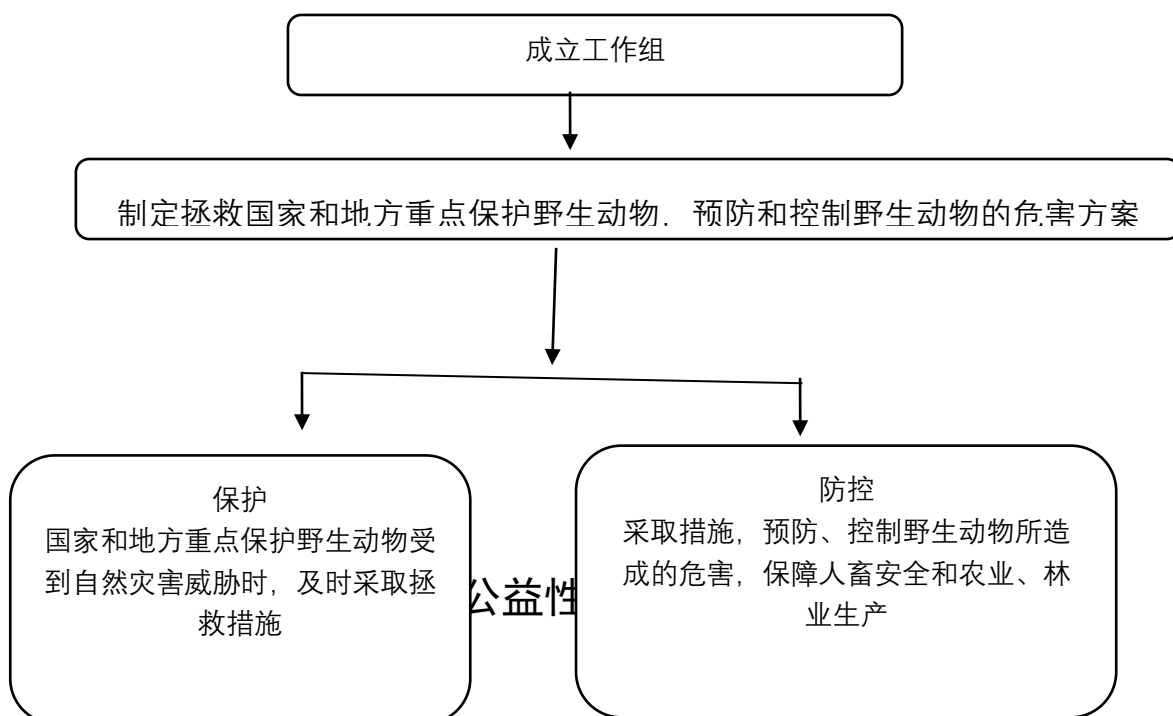 成立工作组
制定拯救国家和地方重点保护野生动物，预防和控制野生动物的危害方案
保护
国家和地方重点保护野生动物受
到自然灾害威胁时，及时采取拯
救措施
公益性
防控
采取措施，预防、控制野生动物所造
成的危害，保障人畜安全和农业、林
业生产